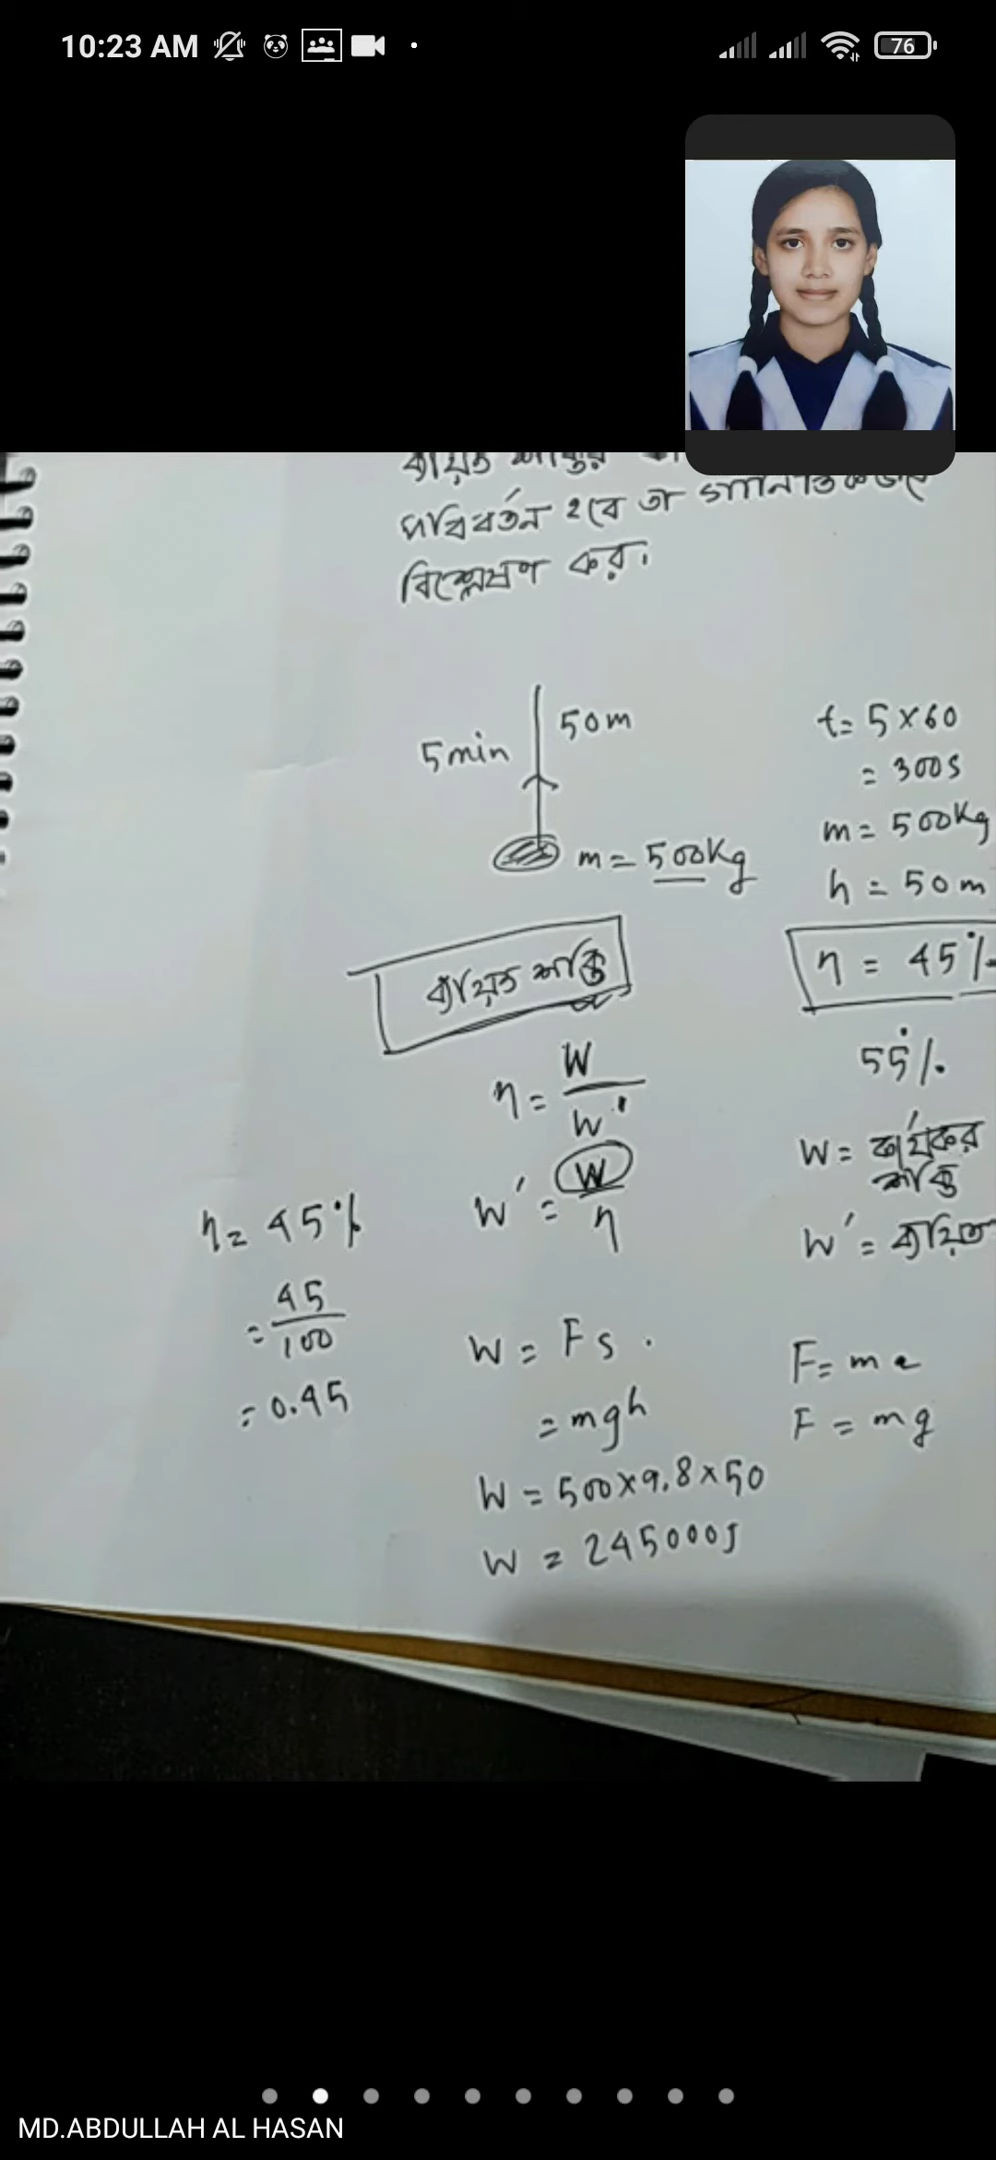 10:23 AM
76
ব্যয়িত শক্তির
পরিবর্তন হবে তা গাণিতিকভাবে
বিশ্লেষণ কর।
5min
50m
m = 500Kg
t = 5 × 60
= 300s
m = 500Kg
h = 50m
η = 45%
55%
ব্যয়িত শক্তি
η = W / W'
W' = W / η
W = কার্যকর
শক্তি
W' = ব্যয়িত
η = 45%
= 45 / 100
= 0.45
W = Fs.
= mgh
W = 500×9.8×50
W = 245000J
F = ma
F = mg
MD.ABDULLAH AL HASAN